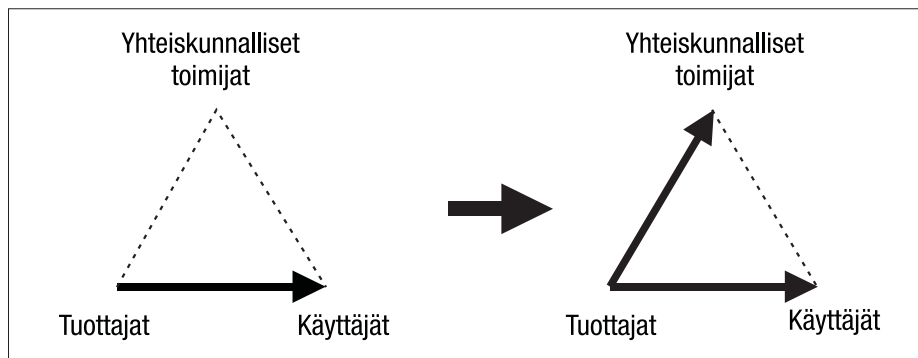 Yhteiskunnalliset
toimijat
Tuottajat
Käyttäjät
Yhteiskunnalliset
toimijat
Tuottajat
Käyttäjät